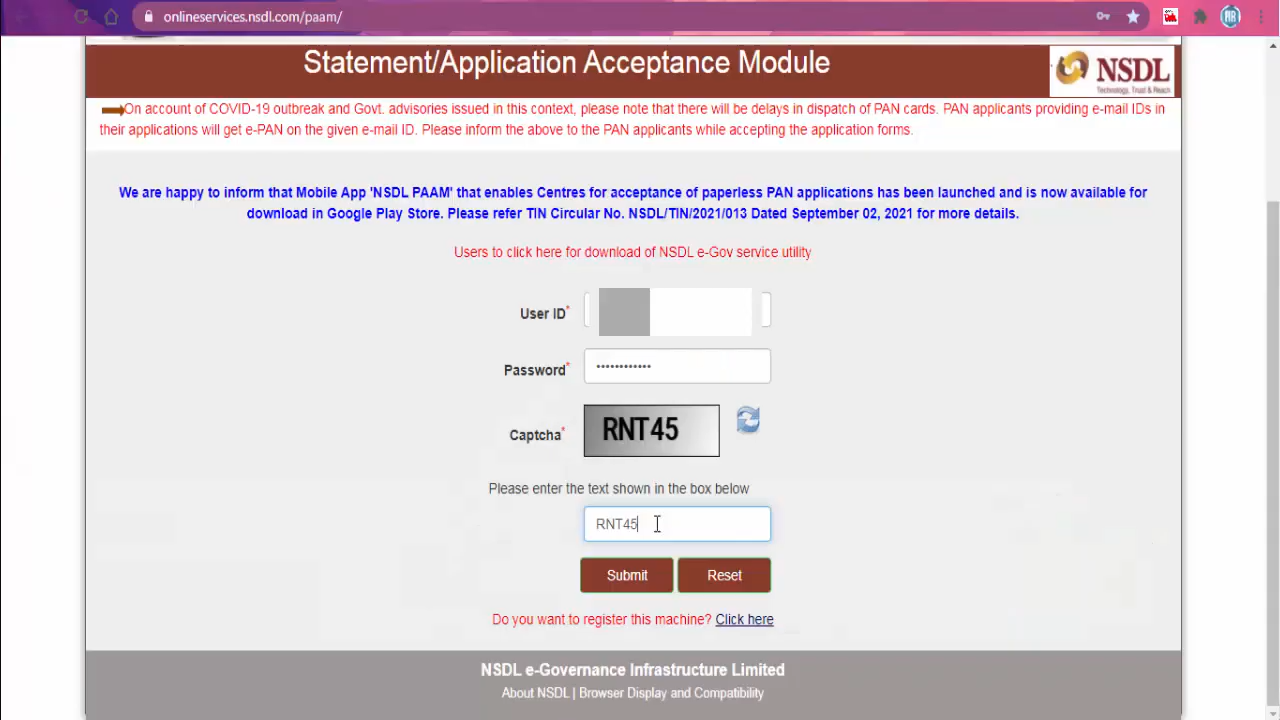 onlineservices.nsdl.com/paam/
MR
Statement/Application Acceptance Module
NSDL
Technology, Trust & Reach
On account of COVID-19 outbreak and Govt. advisories issued in this context, please note that there will be delays in dispatch of PAN cards. PAN applicants providing e-mail IDs in
their applications will get e-PAN on the given e-mail ID. Please inform the above to the PAN applicants while accepting the application forms.
We are happy to inform that Mobile App 'NSDL PAAM' that enables Centres for acceptance of paperless PAN applications has been launched and is now available for
download in Google Play Store. Please refer TIN Circular No. NSDL/TIN/2021/013 Dated September 02, 2021 for more details.
Users to click here for download of NSDL e-Gov service utility
User ID*
Password* ••••••••••••
Captcha* RNT45
Please enter the text shown in the box below
RNT45
Submit Reset
Do you want to register this machine? Click here
NSDL e-Governance Infrastructure Limited
About NSDL | Browser Display and Compatibility